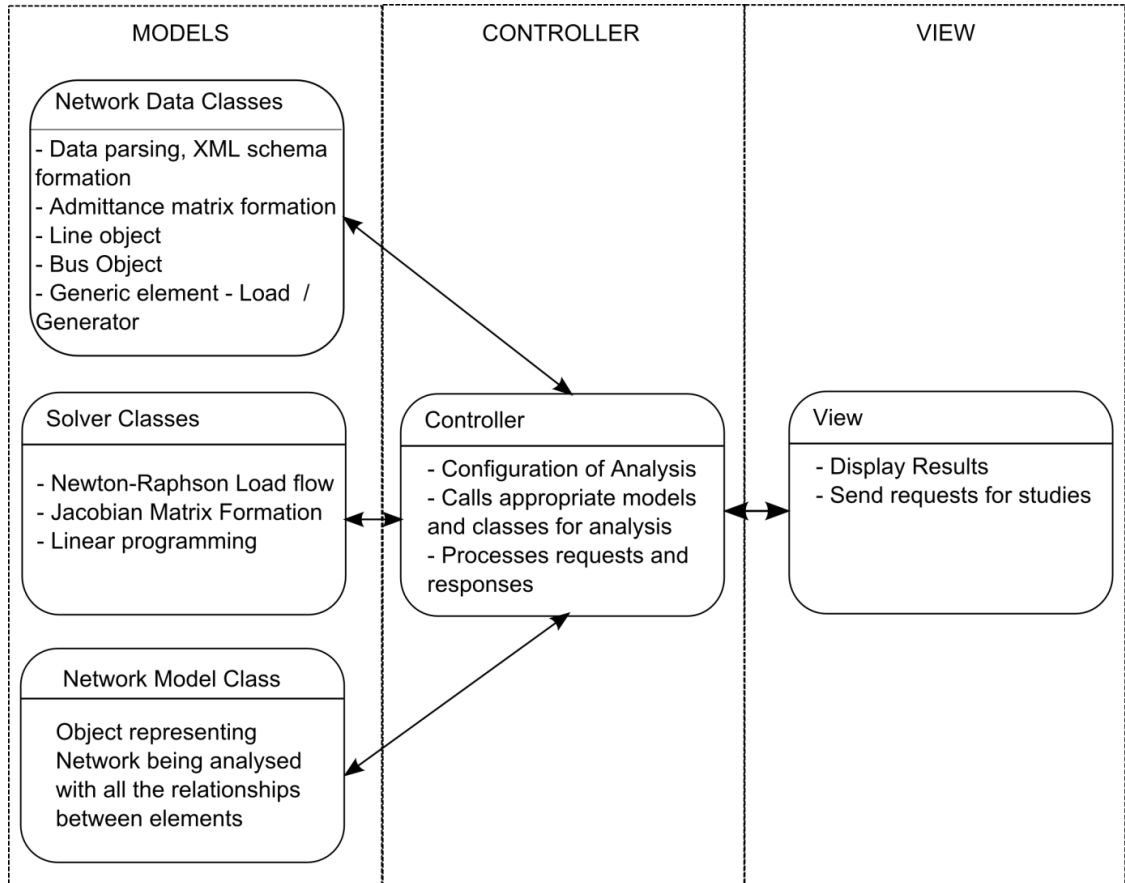 MODELS
CONTROLLER
VIEW
Network Data Classes
- Data parsing, XML schema
formation
- Admittance matrix formation
- Line object
- Bus Object
- Generic element - Load  /
Generator
Solver Classes
- Newton-Raphson Load flow
- Jacobian Matrix Formation
- Linear programming
Network Model Class
Object representing
Network being analysed
with all the relationships
between elements
Controller
- Configuration of Analysis
- Calls appropriate models
and classes for analysis
- Processes requests and
responses
View
- Display Results
- Send requests for studies